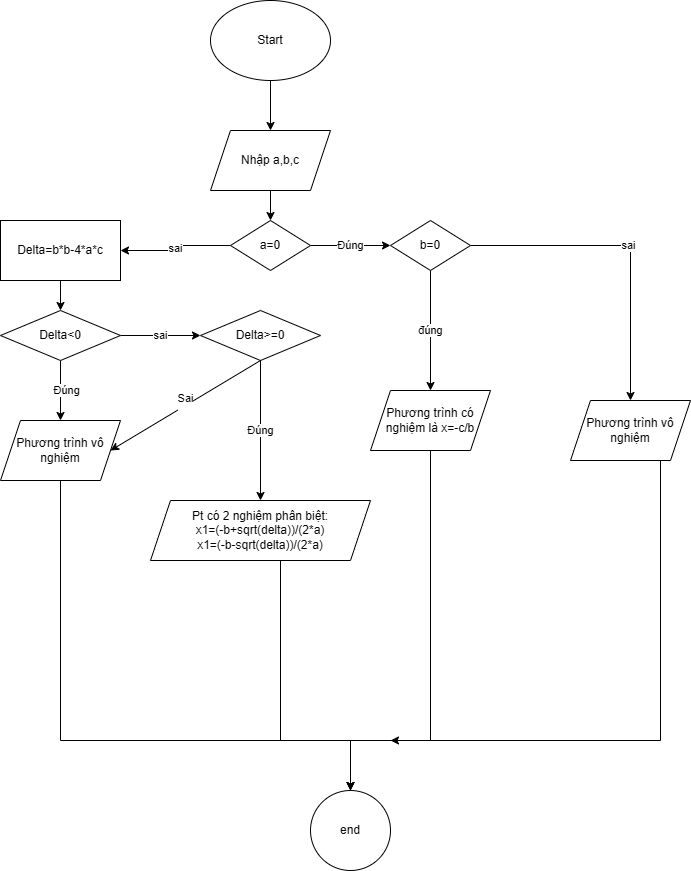 Start
Nhập a,b,c
a=0
sai
Đúng
b=0
sai
Delta=b*b-4*a*c
Delta<0
sai
Delta>=0
đúng
Đúng
Sai
Đúng
Phương trình vô
nghiệm
Phương trình có
nghiệm là x=-c/b
Phương trình vô
nghiệm
Pt có 2 nghiệm phân biệt:
x1=(-b+sqrt(delta))/(2*a)
x1=(-b-sqrt(delta))/(2*a)
end